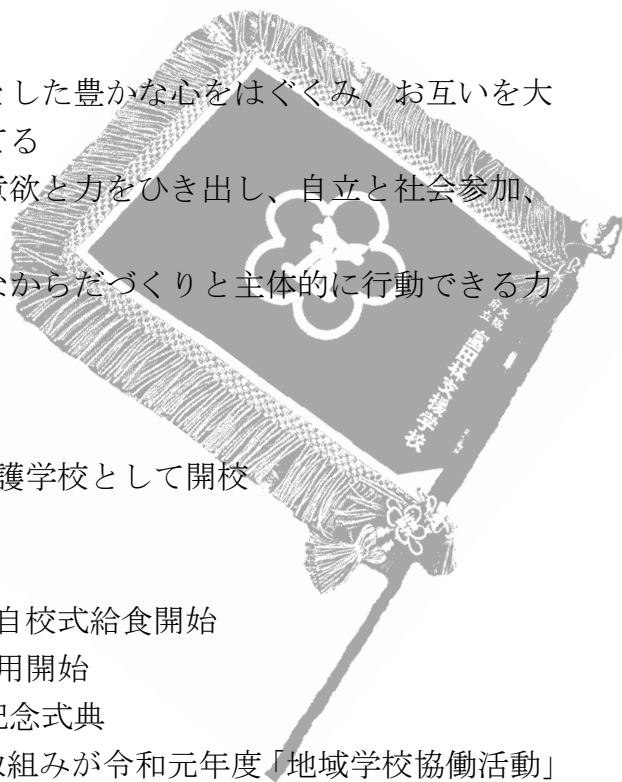 とした豊かな心をはぐくみ、お互いを大
てる
意欲と力をひき出し、自立と社会参加、
なからだづくりと主体的に行動できる力
大阪
府立
富田林支援学校
護学校として開校
自校式給食開始
用開始
記念式典
取組みが令和元年度「地域学校協働活動」